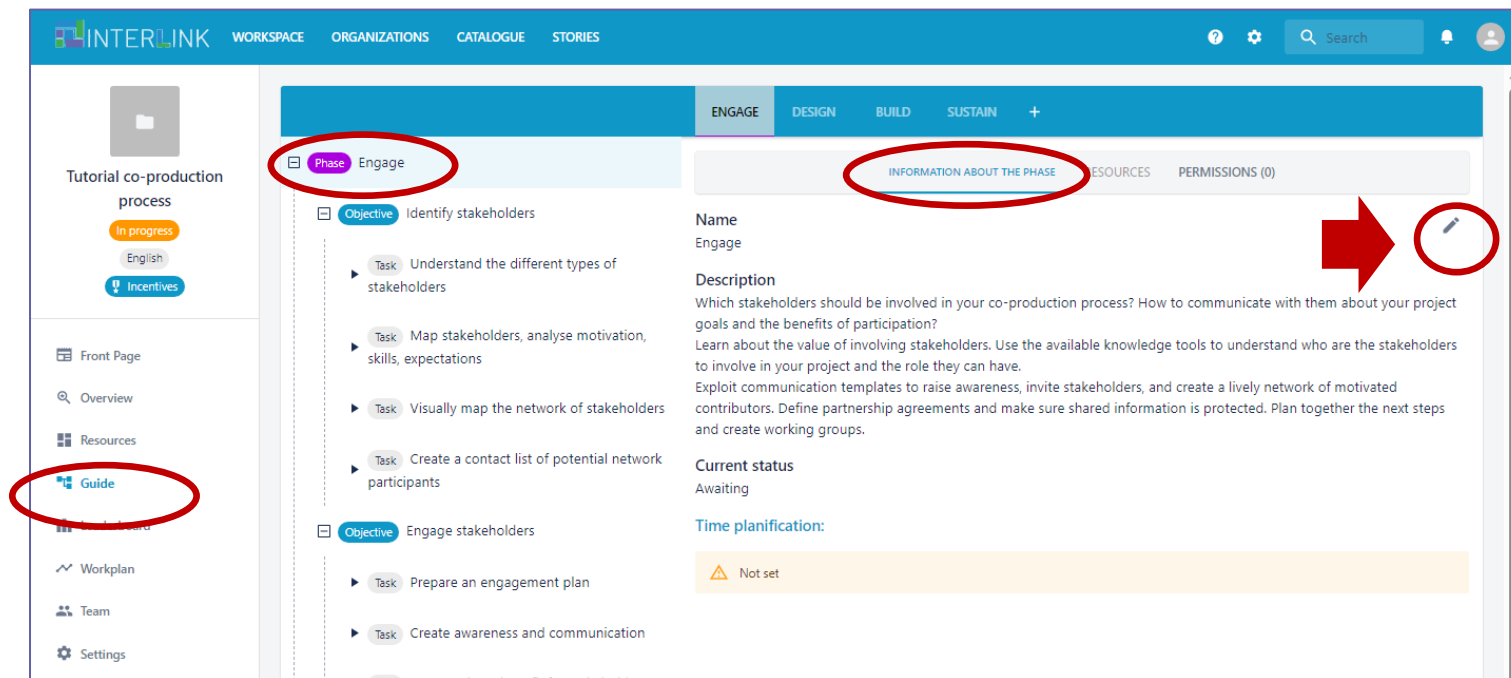 INTERLINK WORKSPACE ORGANIZATIONS CATALOGUE STORIES Search
Tutorial co-production
process
In progress
English
Incentives
Front Page
Overview
Resources
Guide
Workplan
Team
Settings
Phase Engage
Objective Identify stakeholders
Task Understand the different types of
stakeholders
Task Map stakeholders, analyse motivation,
skills, expectations
Task Visually map the network of stakeholders
Task Create a contact list of potential network
participants
Objective Engage stakeholders
Task Prepare an engagement plan
Task Create awareness and communication
ENGAGE DESIGN BUILD SUSTAIN +
INFORMATION ABOUT THE PHASE ESOURCES PERMISSIONS (0)
Name
Engage
Description
Which stakeholders should be involved in your co-production process? How to communicate with them about your project
goals and the benefits of participation?
Learn about the value of involving stakeholders. Use the available knowledge tools to understand who are the stakeholders
to involve in your project and the role they can have.
Exploit communication templates to raise awareness, invite stakeholders, and create a lively network of motivated
contributors. Define partnership agreements and make sure shared information is protected. Plan together the next steps
and create working groups.
Current status
Awaiting
Time planification:
Not set